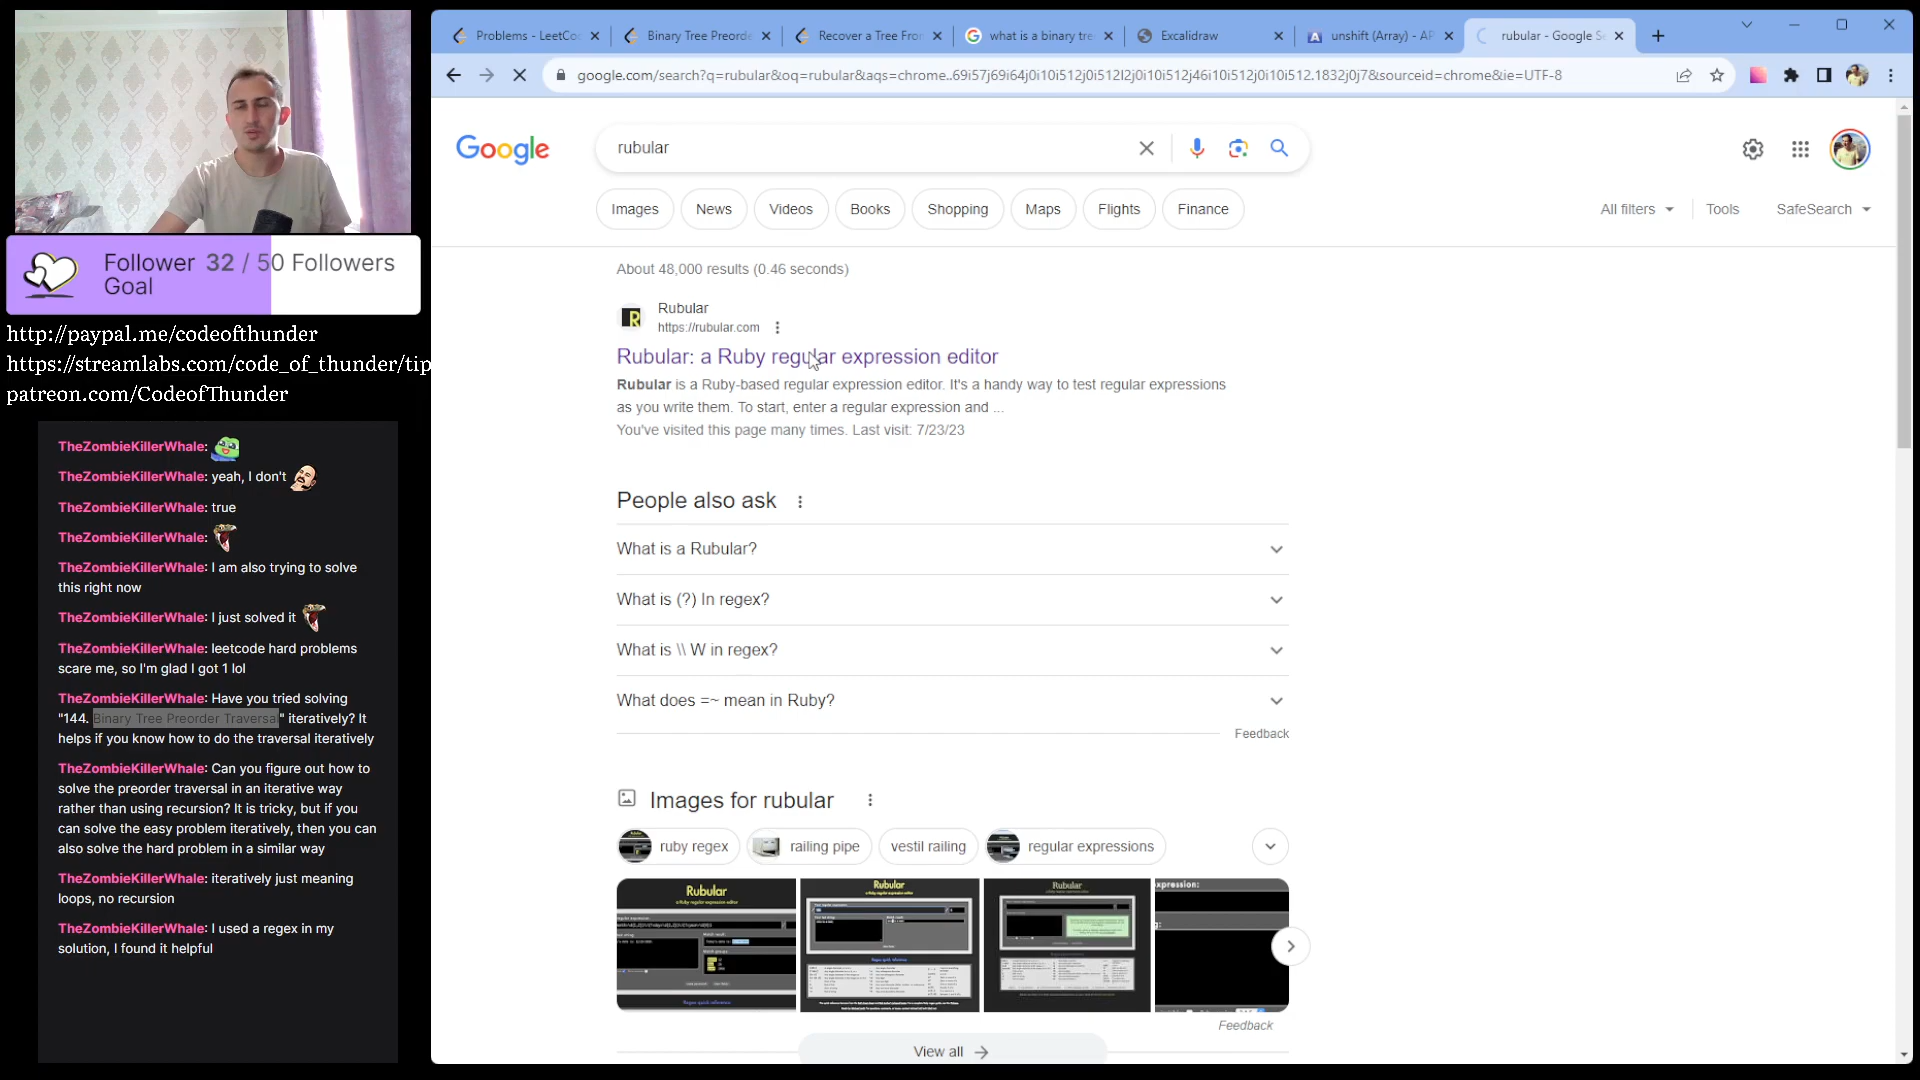 Problems - LeetCo
Binary Tree Preorde
Recover a Tree Fro
what is a binary tre
Excalidraw
unshift (Array) - AP
rubular - Google Se
google.com/search?q=rubular&oq=rubular&aqs=chrome..69i57j69i64j0i10i512j0i512l2j0i10i512j46i10i512j0i10i512.1832j0j7&sourceid=chrome&ie=UTF-8
Google
rubular
Images
News
Videos
Books
Shopping
Maps
Flights
Finance
All filters
Tools
SafeSearch
About 48,000 results (0.46 seconds)
Rubular
https://rubular.com
Rubular: a Ruby regular expression editor
Rubular is a Ruby-based regular expression editor. It's a handy way to test regular expressions
as you write them. To start, enter a regular expression and ...
You've visited this page many times. Last visit: 7/23/23
People also ask
What is a Rubular?
What is (?) In regex?
What is \\ W in regex?
What does =~ mean in Ruby?
Feedback
Images for rubular
ruby regex
railing pipe
vestil railing
regular expressions
Rubular
Rubular
Rubular
xpression:
Feedback
View all
Follower 32 / 50 Followers
Goal
http://paypal.me/codeofthunder
https://streamlabs.com/code_of_thunder/tip
patreon.com/CodeofThunder
TheZombieKillerWhale:
TheZombieKillerWhale: yeah, I don't
TheZombieKillerWhale: true
TheZombieKillerWhale:
TheZombieKillerWhale: I am also trying to solve
this right now
TheZombieKillerWhale: I just solved it
TheZombieKillerWhale: leetcode hard problems
scare me, so I'm glad I got 1 lol
TheZombieKillerWhale: Have you tried solving
"144. Binary Tree Preorder Traversal" iteratively? It
helps if you know how to do the traversal iteratively
TheZombieKillerWhale: Can you figure out how to
solve the preorder traversal in an iterative way
rather than using recursion? It is tricky, but if you
can solve the easy problem iteratively, then you can
also solve the hard problem in a similar way
TheZombieKillerWhale: iteratively just meaning
loops, no recursion
TheZombieKillerWhale: I used a regex in my
solution, I found it helpful